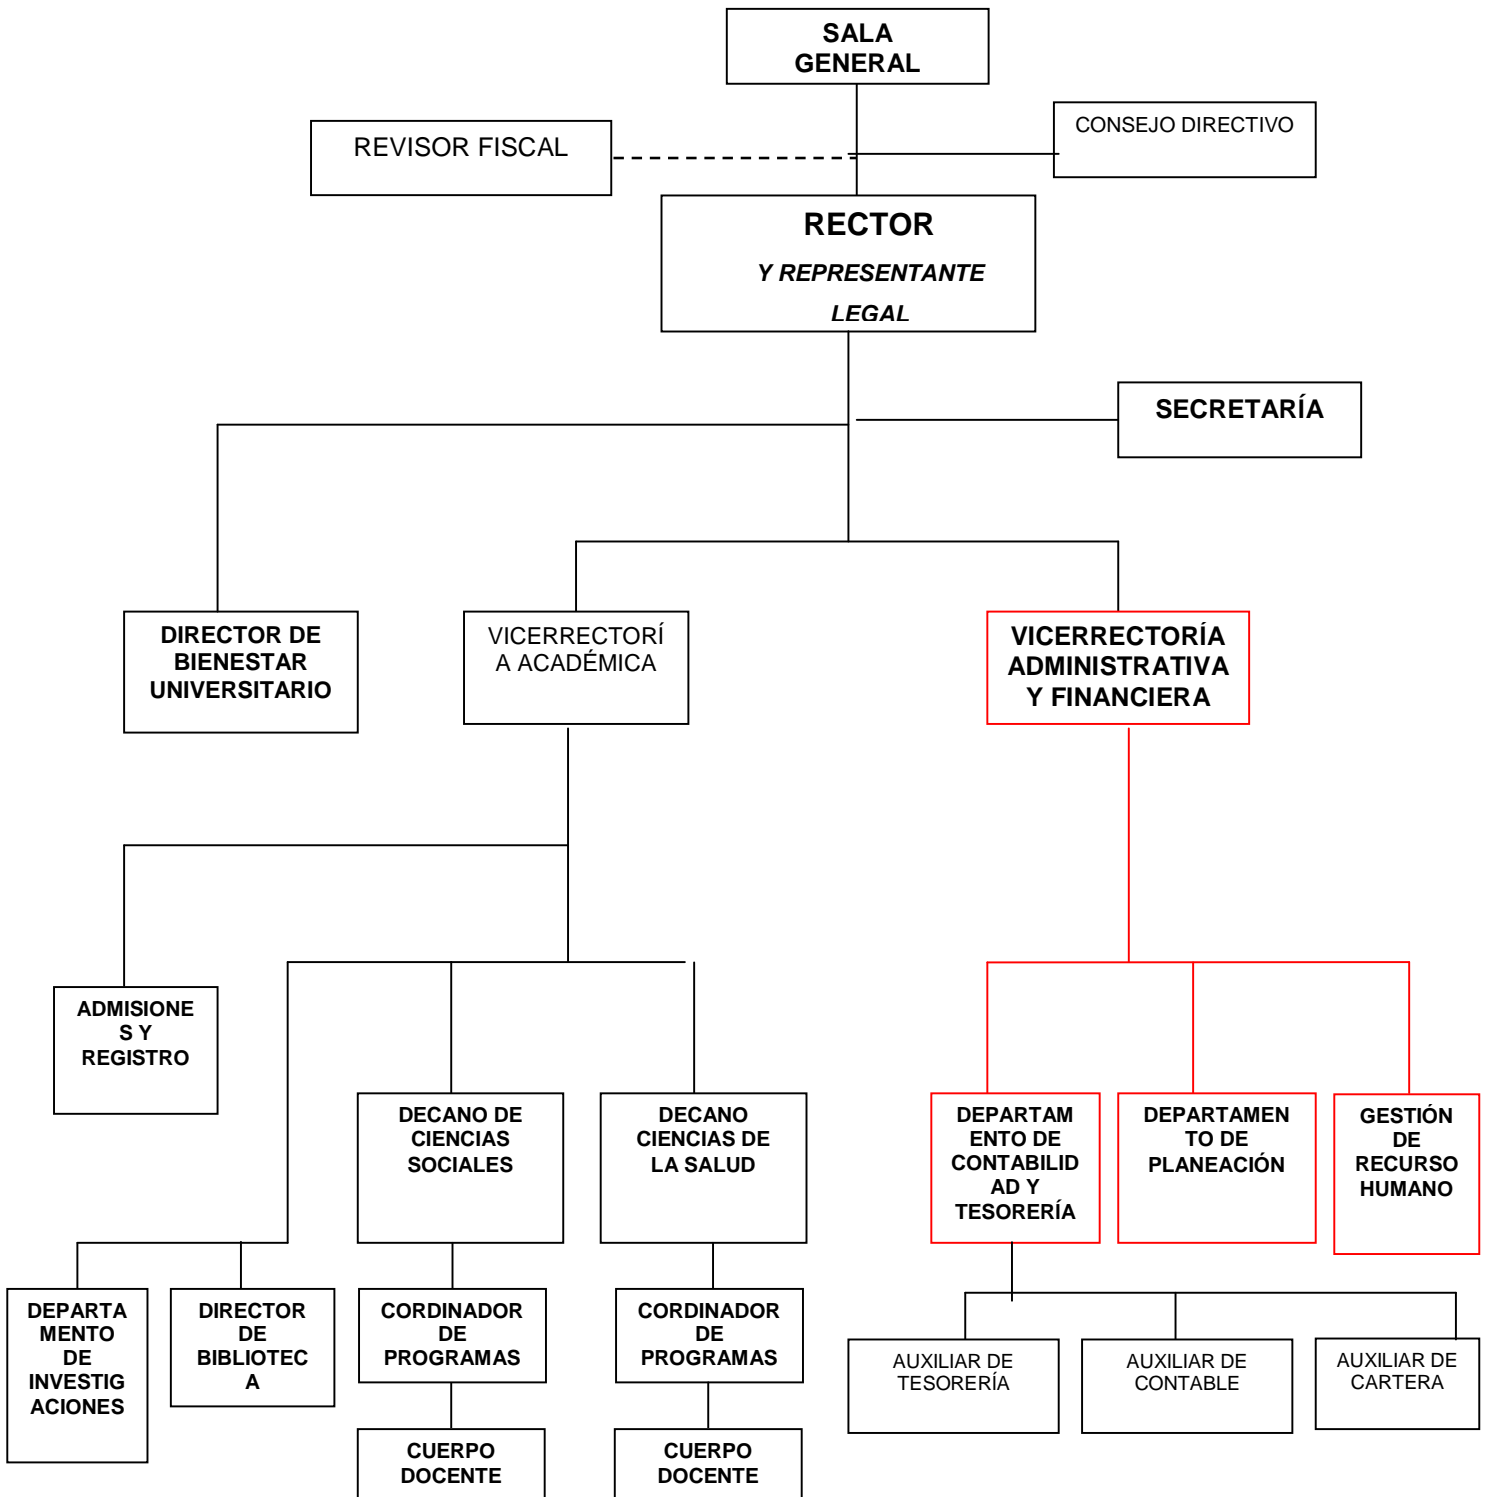 SALA
GENERAL
REVISOR FISCAL
CONSEJO DIRECTIVO
RECTOR
Y REPRESENTANTE
LEGAL
SECRETARÍA
DIRECTOR DE
BIENESTAR
UNIVERSITARIO
VICERRECTORÍ
A ACADÉMICA
VICERRECTORÍA
ADMINISTRATIVA
Y FINANCIERA
ADMISIONE
S Y
REGISTRO
DECANO DE
CIENCIAS
SOCIALES
DECANO
CIENCIAS DE
LA SALUD
DEPARTAM
ENTO DE
CONTABILID
AD Y
TESORERÍA
DEPARTAMEN
TO DE
PLANEACIÓN
GESTIÓN
DE
RECURSO
HUMANO
DEPARTA
MENTO
DE
INVESTIG
ACIONES
DIRECTOR
DE
BIBLIOTEC
A
CORDINADOR
DE
PROGRAMAS
CORDINADOR
DE
PROGRAMAS
AUXILIAR DE
TESORERÍA
AUXILIAR DE
CONTABLE
AUXILIAR DE
CARTERA
CUERPO
DOCENTE
CUERPO
DOCENTE